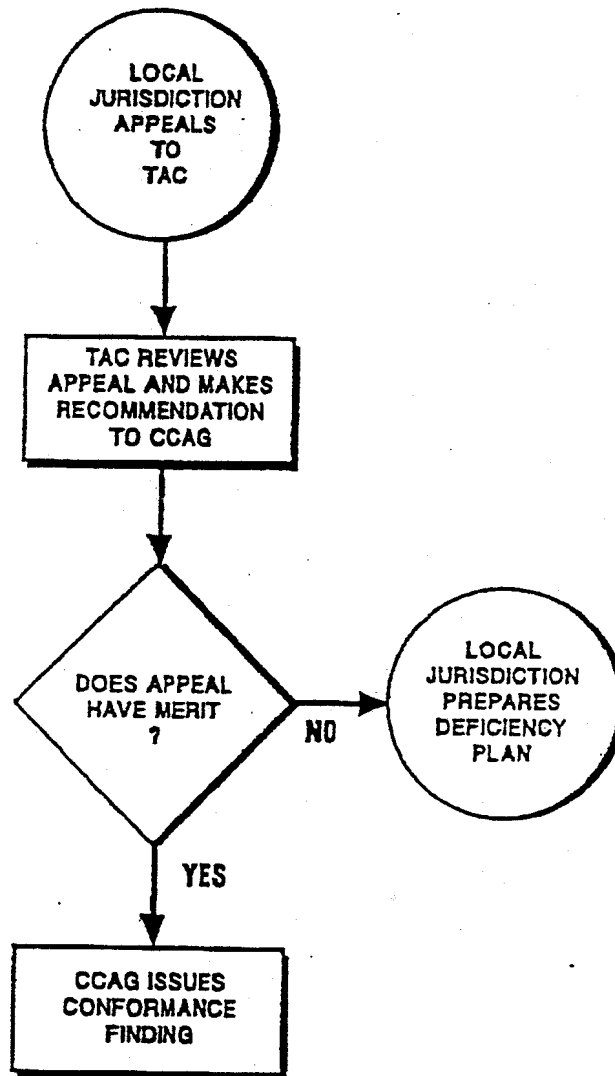 LOCAL
JURISDICTION
APPEALS
TO
TAC
TAC REVIEWS
APPEAL AND MAKES
RECOMMENDATION
TO CCAG
DOES APPEAL
HAVE MERIT
?
NO
LOCAL
JURISDICTION
PREPARES
DEFICIENCY
PLAN
YES
CCAG ISSUES
CONFORMANCE
FINDING